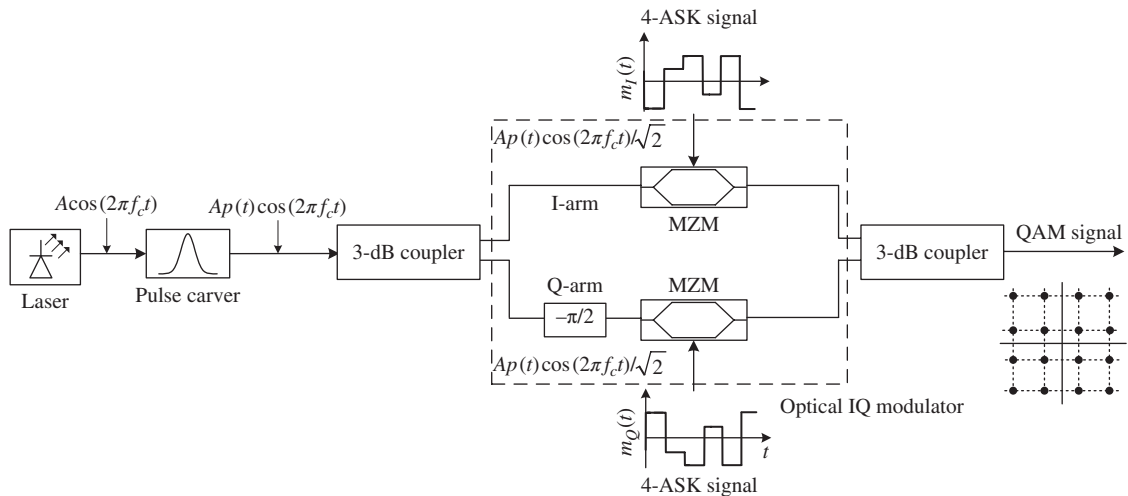 4-ASK signal
m_I(t)
Ap(t)cos(2πf_ct)/√2
Acos(2πf_ct)
Ap(t)cos(2πf_ct)
I-arm
MZM
3-dB coupler
3-dB coupler
QAM signal
Laser
Pulse carver
Q-arm
MZM
−π/2
Ap(t)cos(2πf_ct)/√2
Optical IQ modulator
m_Q(t)
t
4-ASK signal